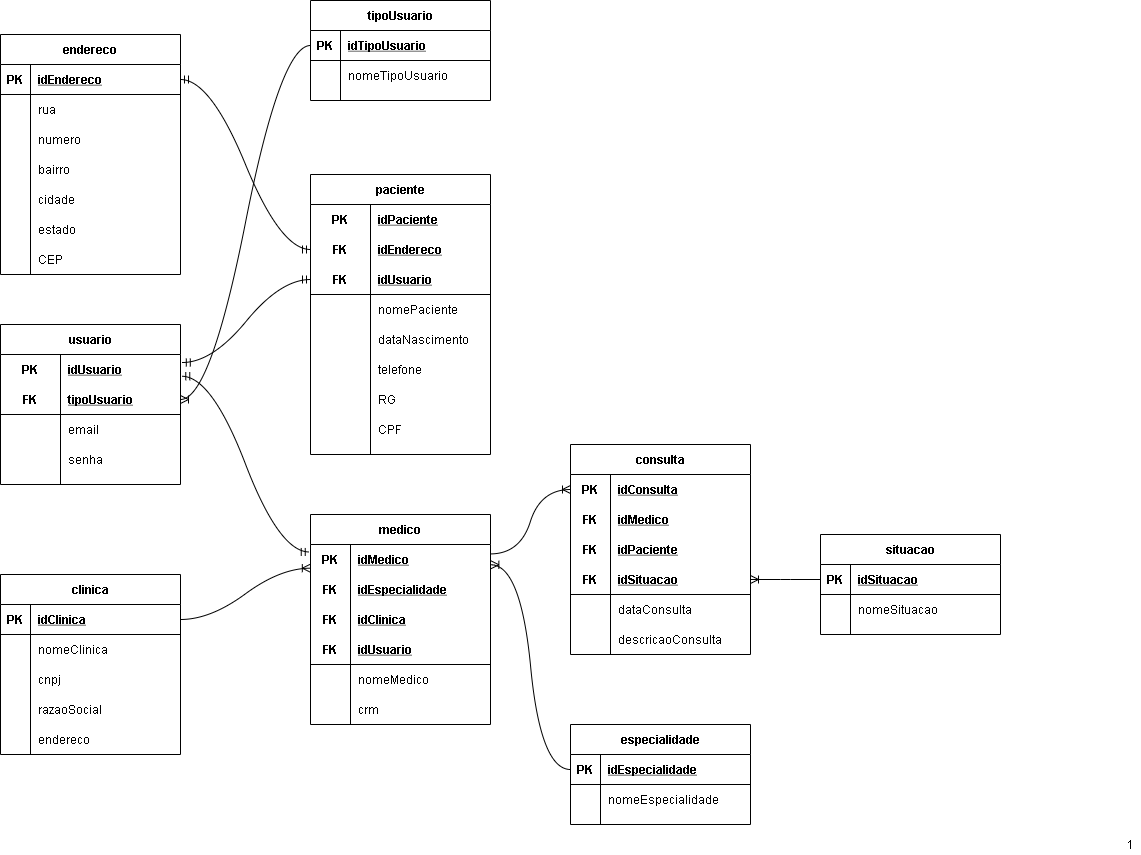 tipoUsuario
PK idTipoUsuario
nomeTipoUsuario
endereco
PK idEndereco
rua
numero
bairro
cidade
estado
CEP
paciente
PK idPaciente
FK idEndereco
FK idUsuario
nomePaciente
dataNascimento
telefone
RG
CPF
usuario
PK idUsuario
FK tipoUsuario
email
senha
consulta
PK idConsulta
FK idMedico
FK idPaciente
FK idSituacao
dataConsulta
descricaoConsulta
medico
PK idMedico
FK idEspecialidade
FK idClinica
FK idUsuario
nomeMedico
crm
situacao
PK idSituacao
nomeSituacao
clinica
PK idClinica
nomeClinica
cnpj
razaoSocial
endereco
especialidade
PK idEspecialidade
nomeEspecialidade
1